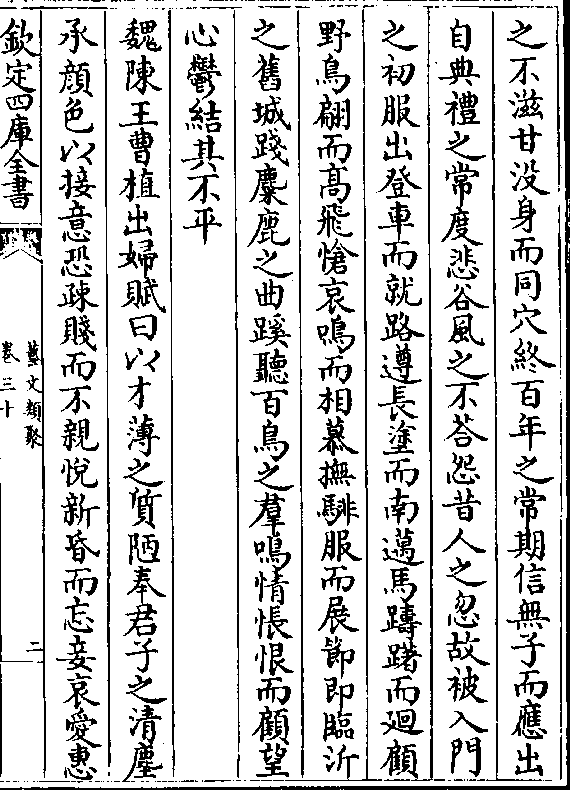 之不滋甘没身而同穴終百年之常期信無子而應出
自典禮之常度悲谷風之不荅怨昔人之忽故被入門
之初服出登車而就路遵長塗而南邁馬躊躇而廻顧
野鳥翩而髙飛愴哀鳴而相慕撫騑服而展節即臨沂
之舊城踐麋鹿之曲蹊聽百鳥之羣鳴情悵恨而顧望
心鬱結其不平
魏陳王曹植出婦賦曰以才薄之質陋奉君子之清塵
承顔色以接意恐疎賤而不親悅新昏而忘妾哀愛惠
欽定四庫全書
藝文類聚
卷三十
二